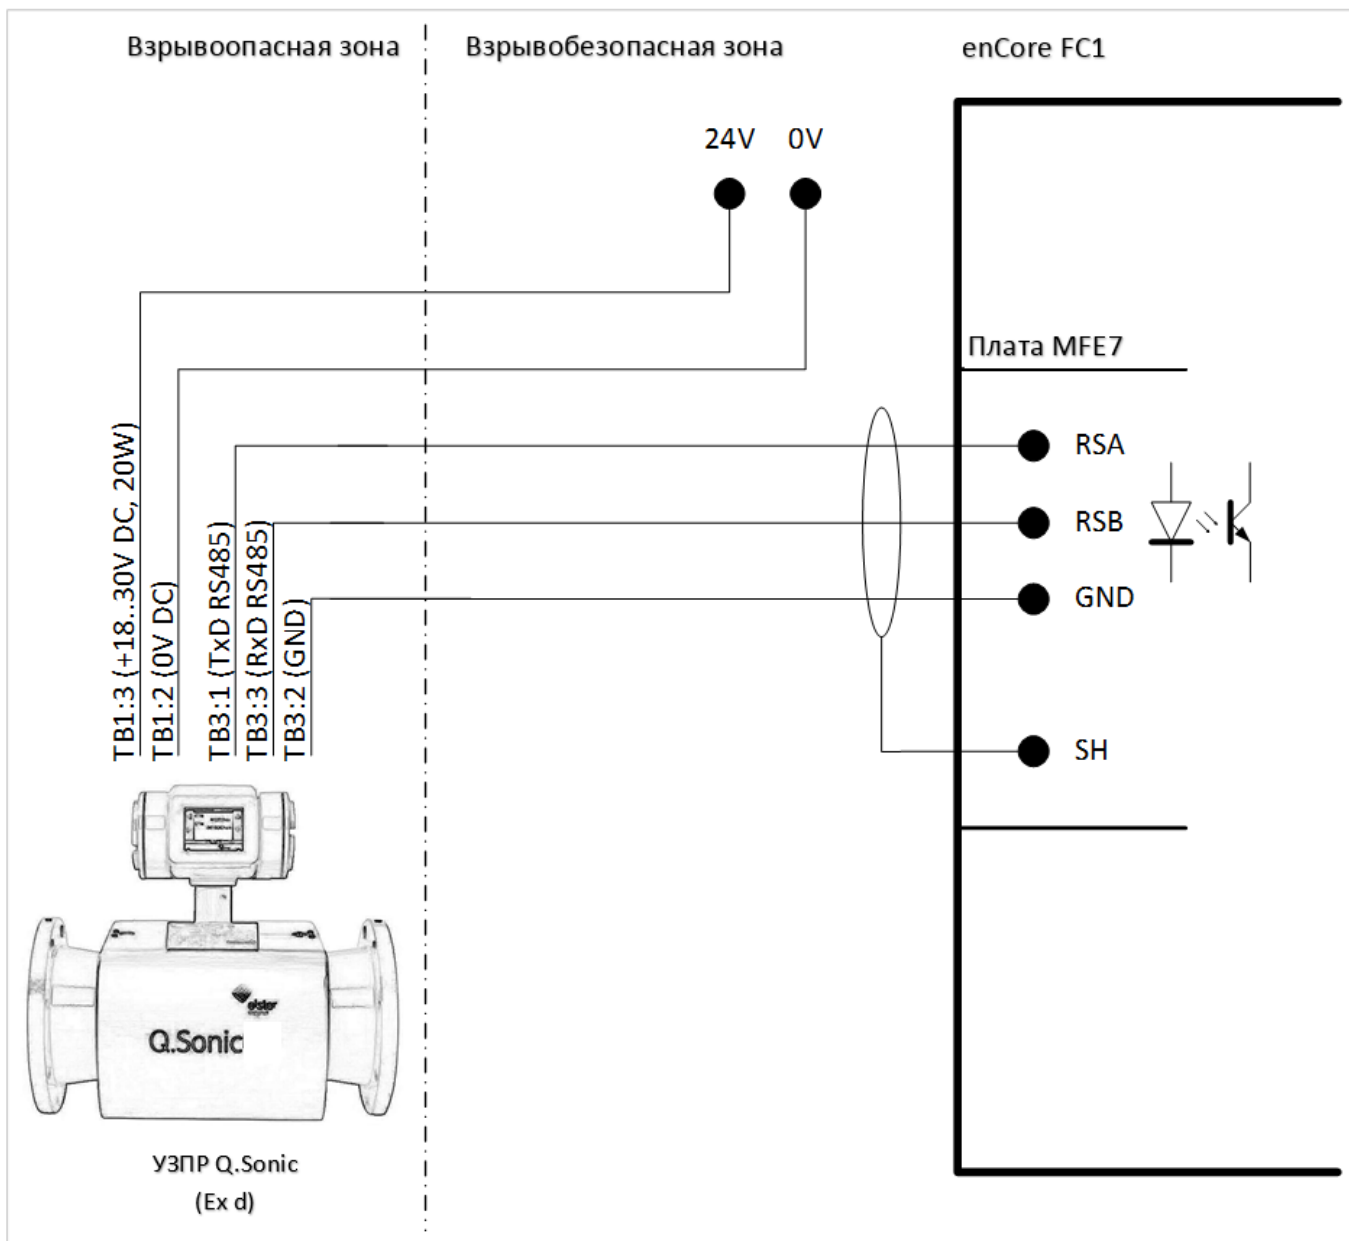 Взрывоопасная зона
Взрывобезопасная зона
enCore FC1
24V
0V
Плата MFE7
RSA
RSB
GND
SH
TB1:3 (+18..30V DC, 20W)
TB1:2 (0V DC)
TB3:1 (TxD RS485)
TB3:3 (RxD RS485)
TB3:2 (GND)
elster
Q.Sonic
УЗПР Q.Sonic
(Ex d)